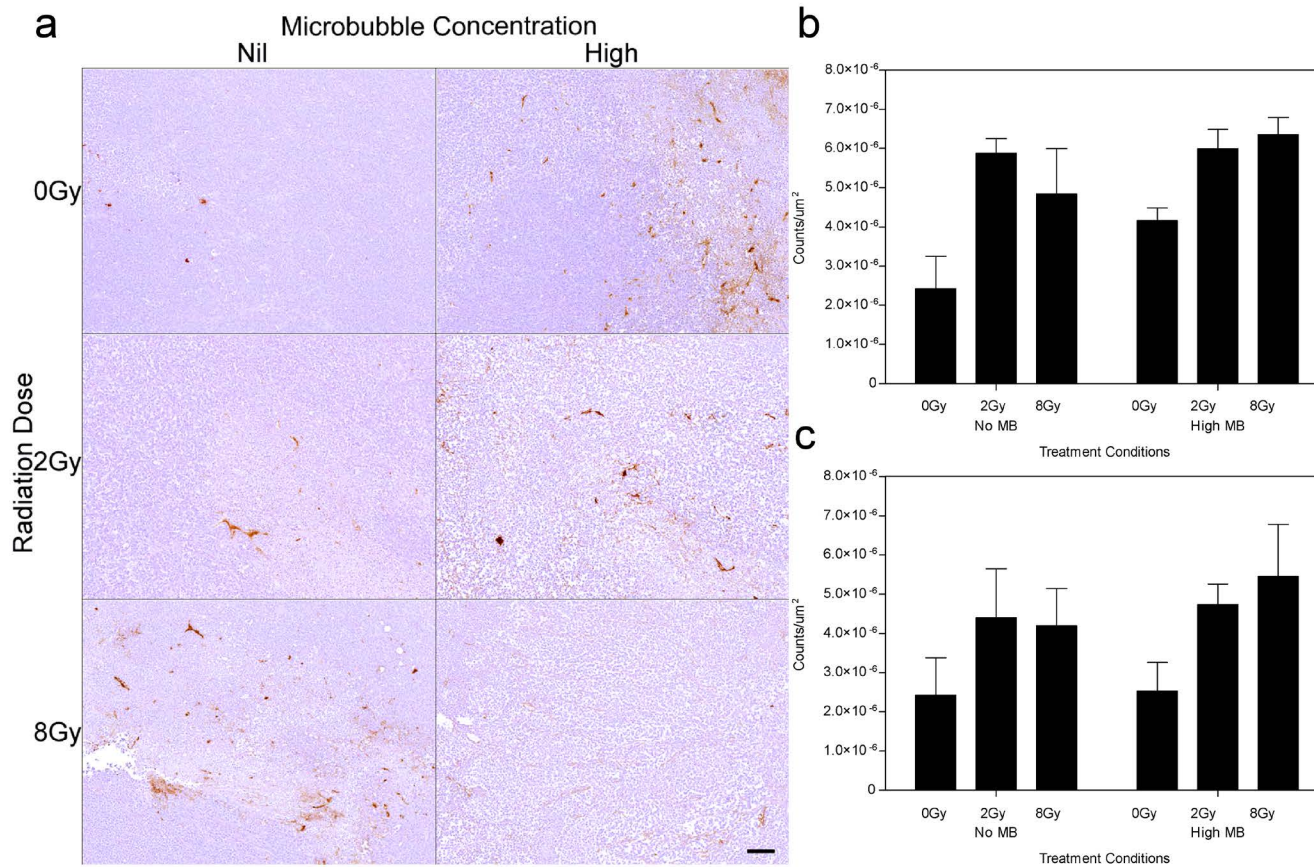 a
Microbubble Concentration
Nil
High
Radiation Dose
0Gy
2Gy
8Gy
b
8.0×10⁻⁶
7.0×10⁻⁶
6.0×10⁻⁶
5.0×10⁻⁶
4.0×10⁻⁶
3.0×10⁻⁶
2.0×10⁻⁶
1.0×10⁻⁶
0
Counts/um²
0Gy 2Gy 8Gy 0Gy 2Gy 8Gy
No MB High MB
Treatment Conditions
c
8.0×10⁻⁶
7.0×10⁻⁶
6.0×10⁻⁶
5.0×10⁻⁶
4.0×10⁻⁶
3.0×10⁻⁶
2.0×10⁻⁶
1.0×10⁻⁶
0
Counts/um²
0Gy 2Gy 8Gy 0Gy 2Gy 8Gy
No MB High MB
Treatment Conditions